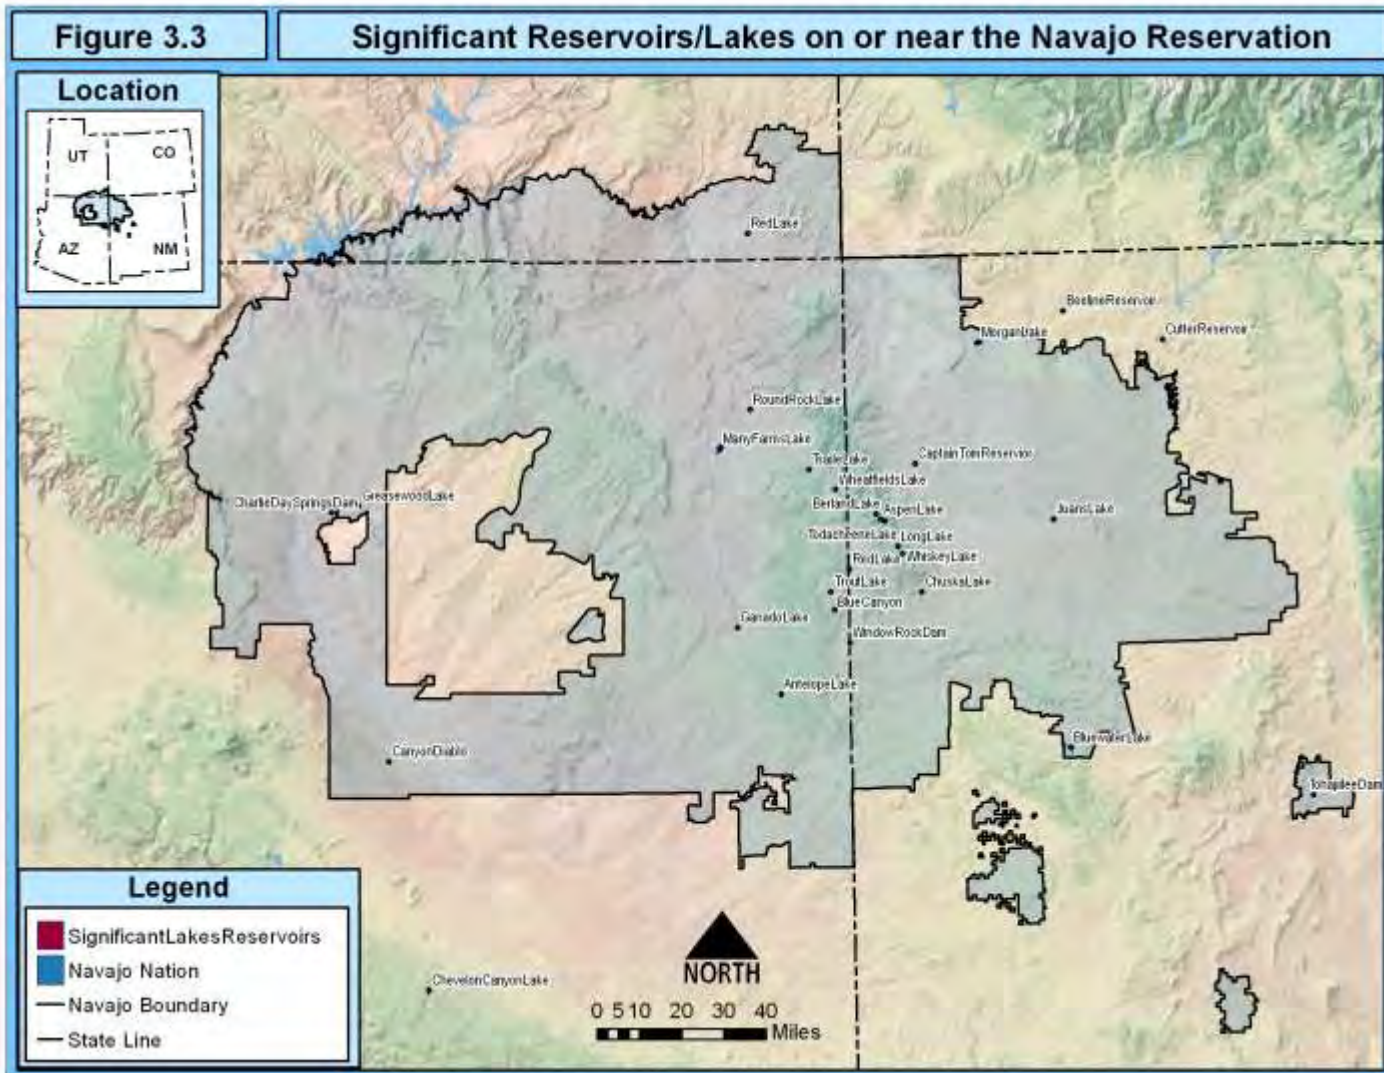 Figure 3.3
Significant Reservoirs/Lakes on or near the Navajo Reservation
Location
UT
CO
AZ
NM
RedLake
BeelineReservoir
CutterReservoir
MorganLake
RoundRockLake
ManyFarmsLake
TsaileLake
CaptainTomReservior
WheatfieldsLake
CharlieDaySpringsDam
GreasewoodLake
BerlandLake
AspenLake
JuansLake
TodacheeneLake
LongLake
RedLake
WhiskeyLake
TroutLake
ChuskaLake
BlueCanyon
GanadoLake
WindowRockDam
AntelopeLake
CanyonDiablo
BluewaterLake
TohajileeDam
ChevelonCanyonLake
Legend
SignificantLakesReservoirs
Navajo Nation
Navajo Boundary
State Line
NORTH
0 5 10 20 30 40
Miles